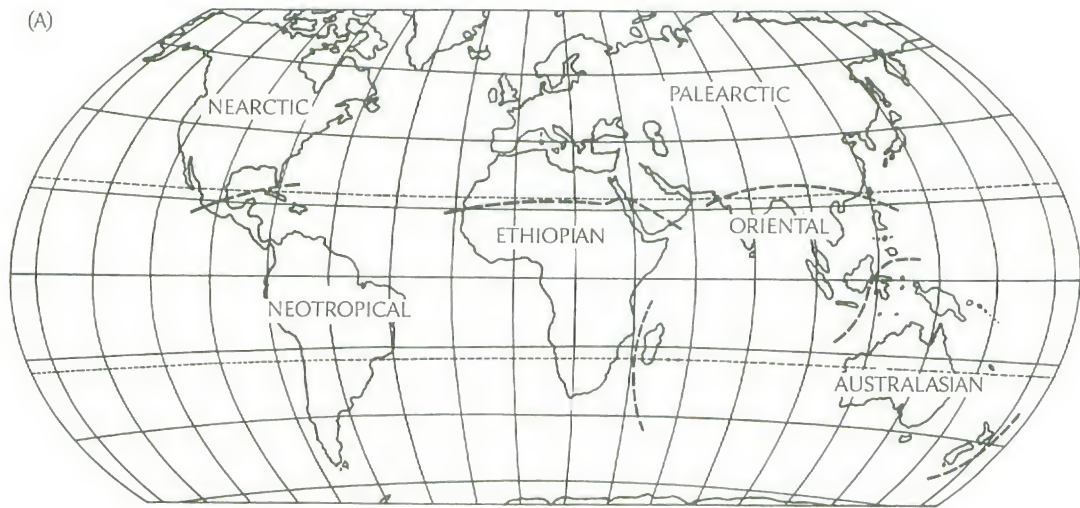 (A)
NEARCTIC
PALEARCTIC
ETHIOPIAN
ORIENTAL
NEOTROPICAL
AUSTRALASIAN